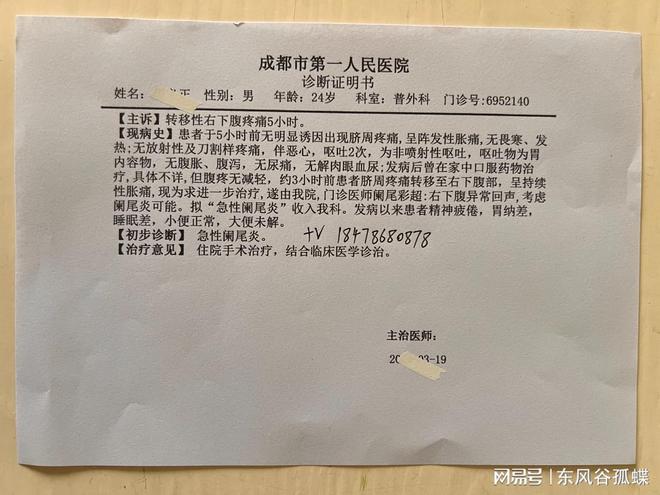 成都市第一人民医院
诊断证明书
姓名: 正 性别: 男 年龄: 24岁 科室: 普外科 门诊号:6952140
【主诉】转移性右下腹疼痛5小时。
【现病史】患者于5小时前无明显诱因出现脐周疼痛,呈阵发性胀痛,无畏寒、发
热;无放射性及刀割样疼痛,伴恶心,呕吐2次,为非喷射性呕吐,呕吐物为胃
内容物,无腹胀、腹泻,无尿痛,无解肉眼血尿;发病后曾在家中口服药物治
疗,具体不详,但腹疼无减轻,约3小时前患者脐周疼痛转移至右下腹部,呈持续
性胀痛,现为求进一步治疗,遂由我院,门诊医师阑尾彩超:右下腹异常回声,考虑
阑尾炎可能。拟“急性阑尾炎”收入我科。发病以来患者精神疲倦,胃纳差,
睡眠差,小便正常,大便未解。
【初步诊断】急性阑尾炎。 +V 18478680878
【治疗意见】住院手术治疗,结合临床医学诊治。
主治医师:
20 03-19
网易号 | 东风谷孤蝶